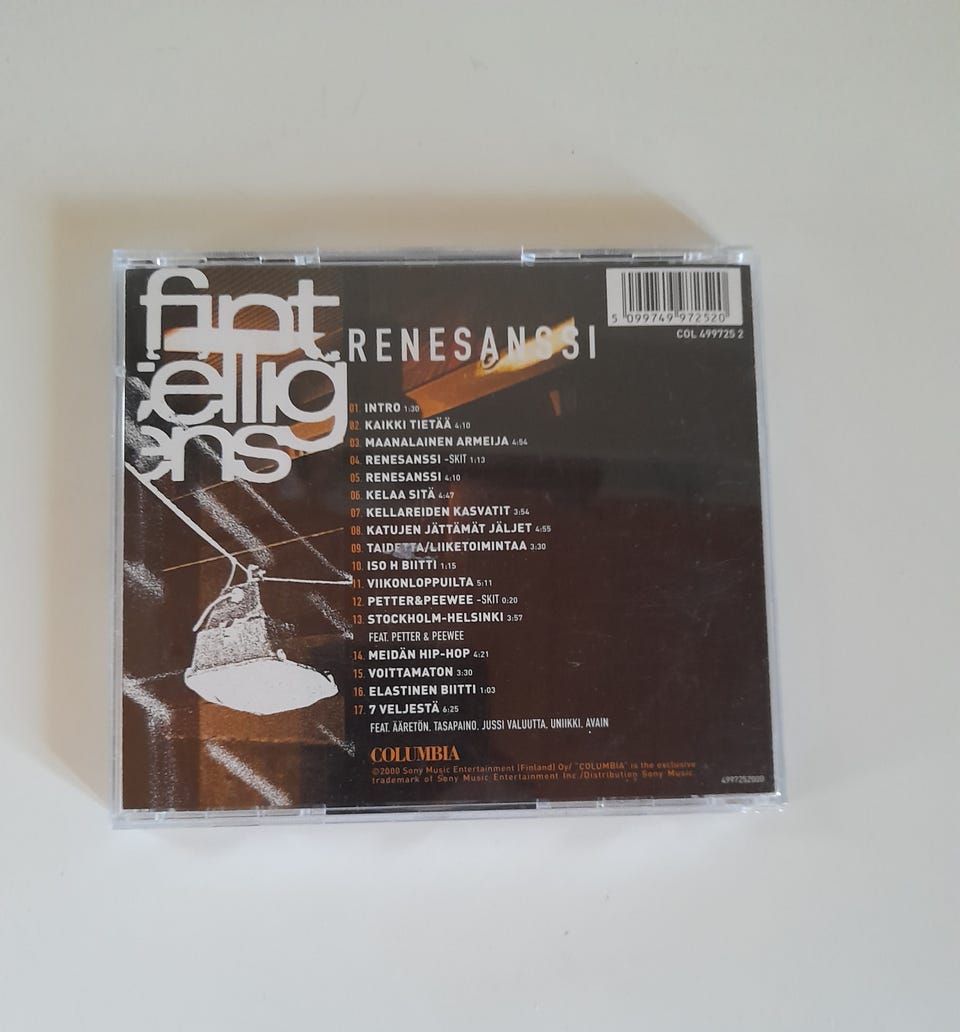 fint
elligens
RENESANSSI
5 099749 972520
COL 499725 2
01. INTRO 1:30
02. KAIKKI TIETÄÄ 4:10
03. MAANALAINEN ARMEIJA 4:54
04. RENESANSSI -SKIT 1:13
05. RENESANSSI 4:10
06. KELAA SITÄ 4:47
07. KELLAREIDEN KASVATIT 3:54
08. KATUJEN JÄTTÄMÄT JÄLJET 4:55
09. TAIDETTA/LIIKETOIMINTAA 3:30
10. ISO H BIITTI 1:15
11. VIIKONLOPPUILTA 5:11
12. PETTER&PEEWEE -SKIT 0:20
13. STOCKHOLM-HELSINKI 3:57
FEAT. PETTER & PEEWEE
14. MEIDÄN HIP-HOP 4:21
15. VOITTAMATON 3:30
16. ELASTINEN BIITTI 1:03
17. 7 VELJESTÄ 6:25
FEAT. ÄÄRETÖN, TASAPAINO, JUSSI VALUUTTA, UNIIKKI, AVAIN
COLUMBIA
©2000 Sony Music Entertainment (Finland) Oy/ "COLUMBIA" is the exclusive
trademark of Sony Music Entertainment Inc./Distribution Sony Music
4997252000